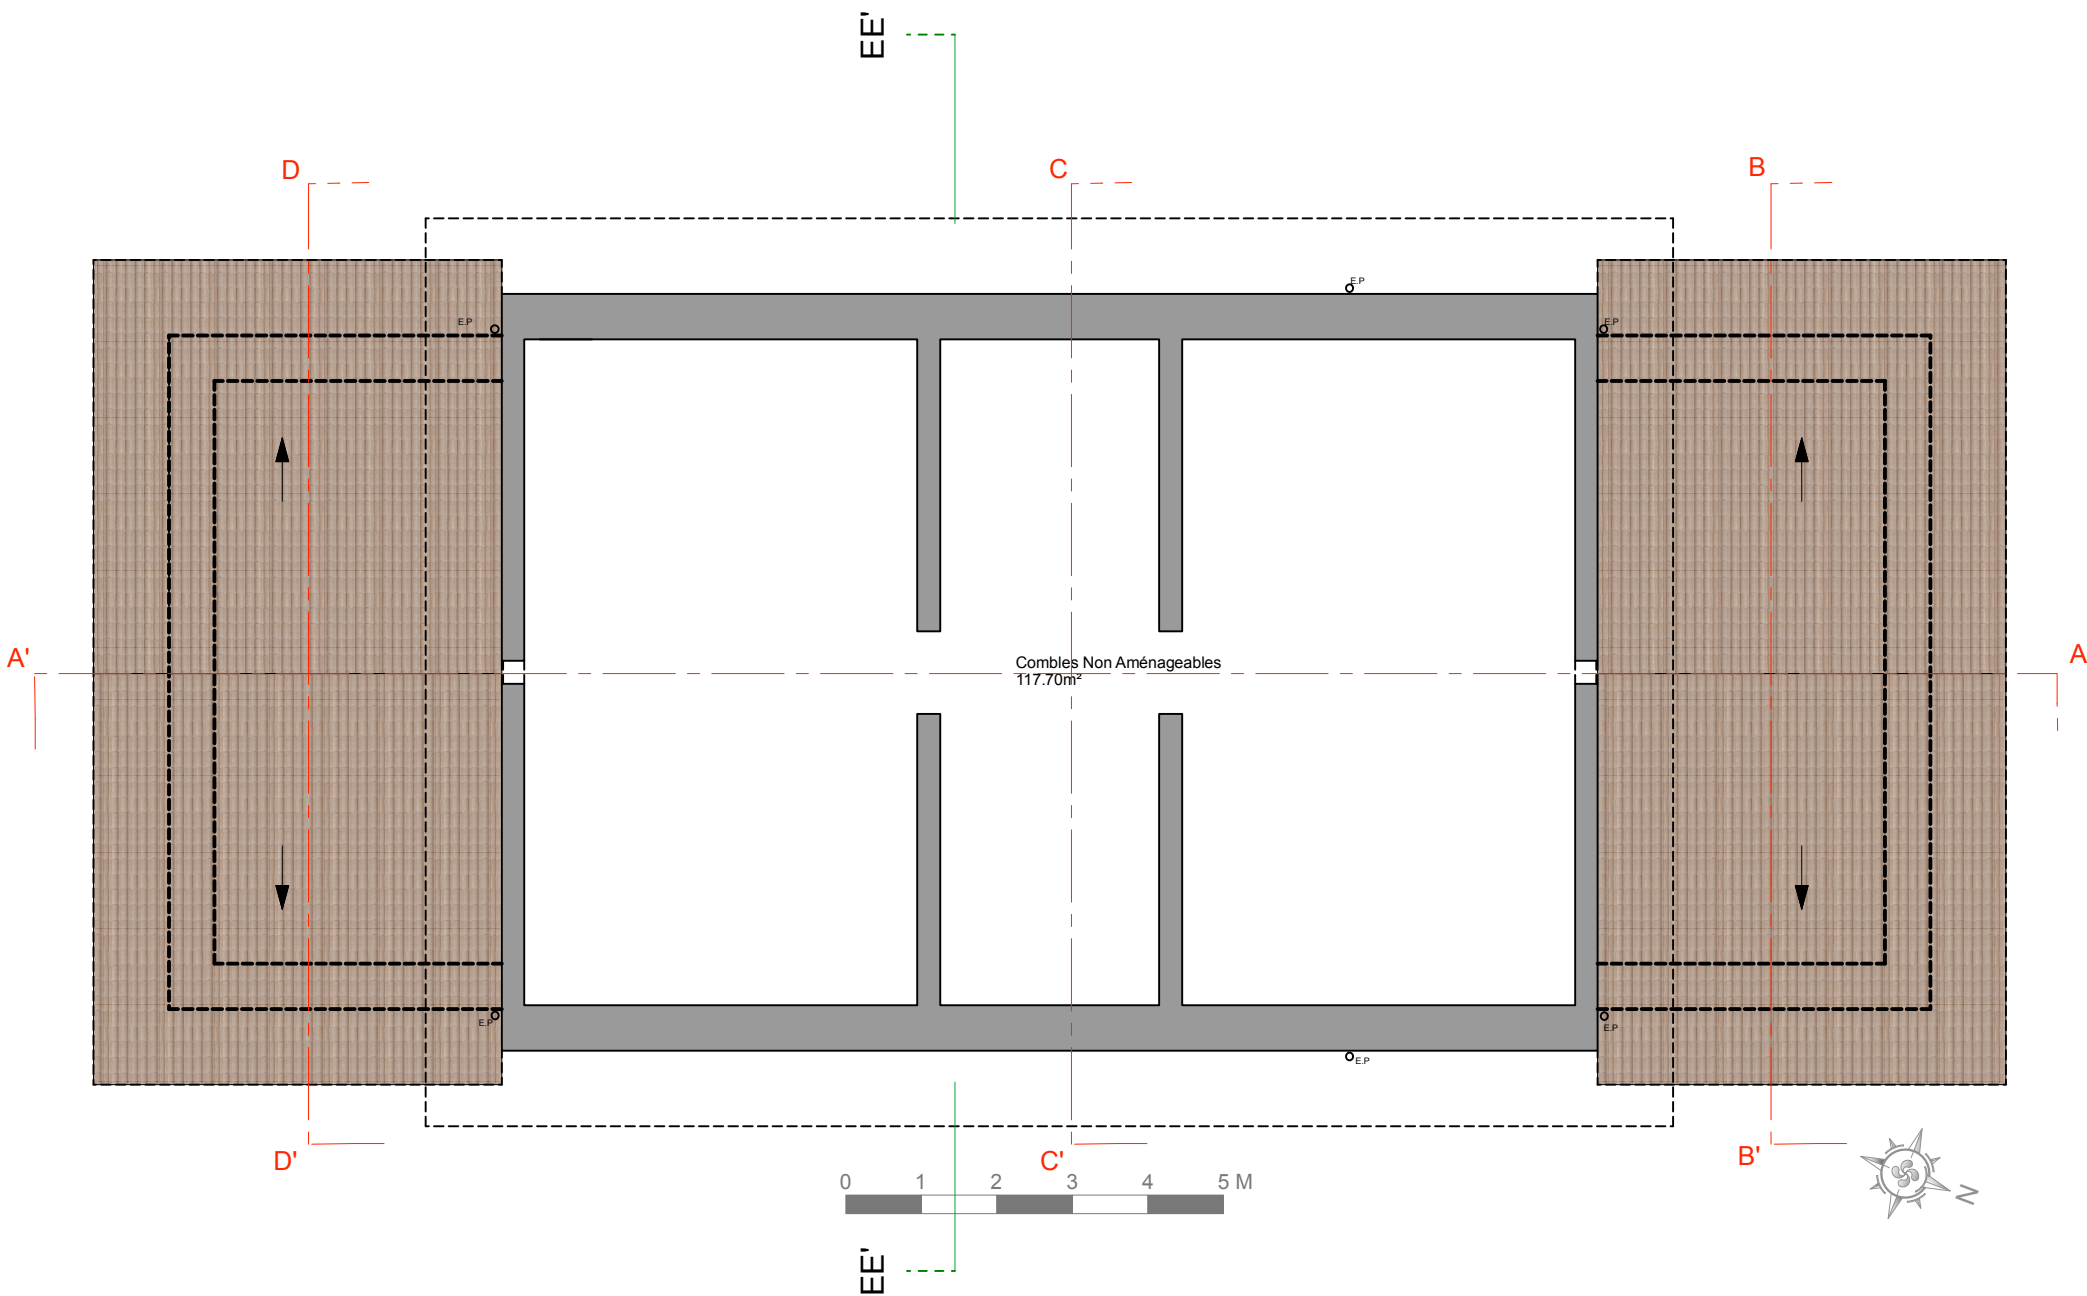 EE'
D
C
B
E.P
E.P
E.P
A'
Combles Non Aménageables
117.70m²
A
E.P
E.P
E.P
D'
C'
B'
0 1 2 3 4 5 M
N
EE'